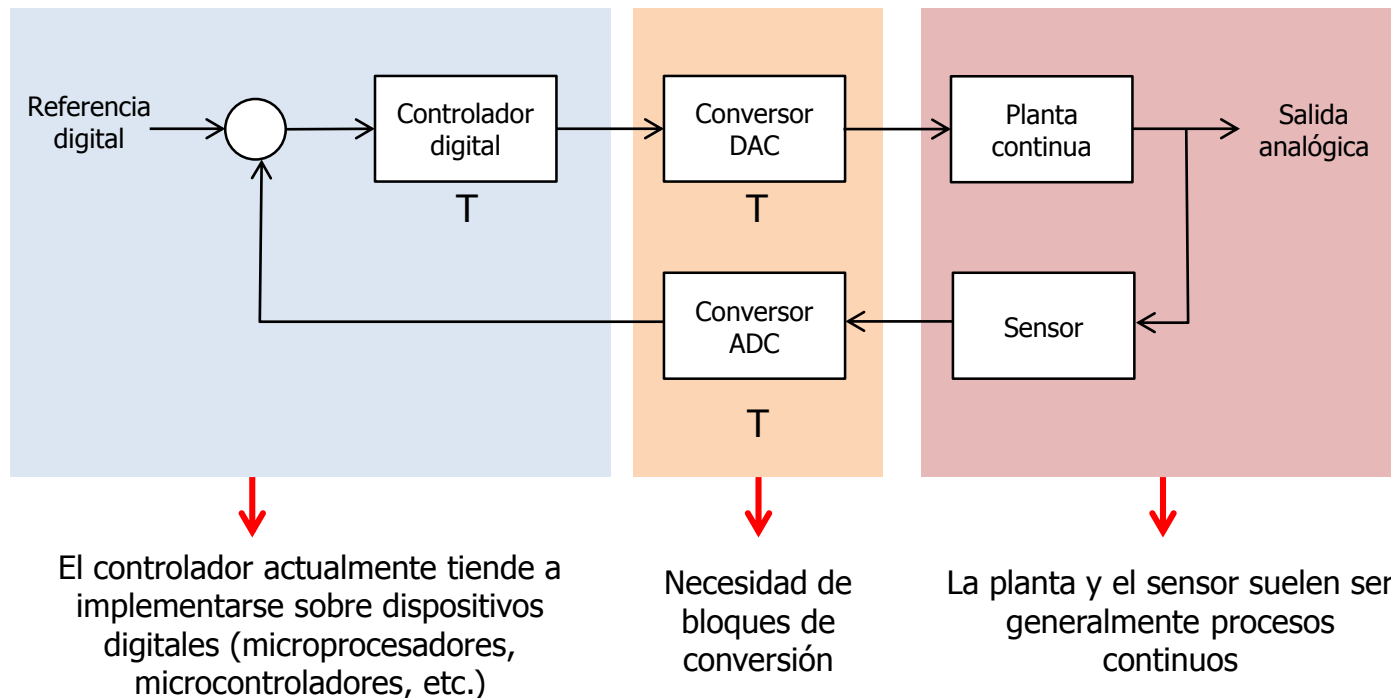 Referencia
digital
Controlador
digital
T
Conversor
DAC
T
Planta
continua
Salida
analógica
Conversor
ADC
T
Sensor
El controlador actualmente tiende a
implementarse sobre dispositivos
digitales (microprocesadores,
microcontroladores, etc.)
Necesidad de
bloques de
conversión
La planta y el sensor suelen ser
generalmente procesos
continuos